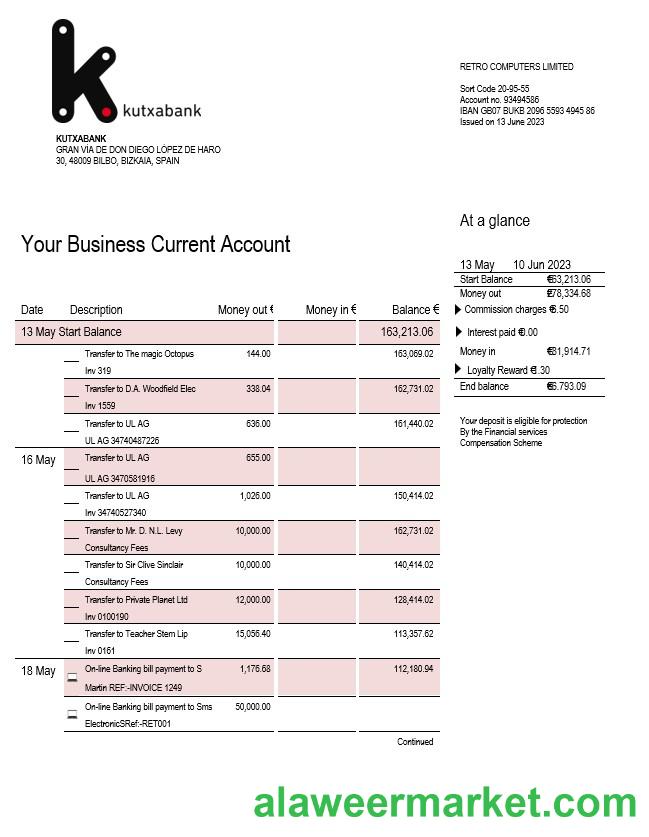 kutxabank
KUTXABANK
GRAN VÍA DE DON DIEGO LÓPEZ DE HARO
30, 48009 BILBO, BIZKAIA, SPAIN
RETRO COMPUTERS LIMITED
Sort Code 20-95-55
Account no. 93494586
IBAN GB07 BUKB 2096 5593 4945 86
Issued on 13 June 2023
Your Business Current Account
At a glance
13 May 10 Jun 2023
Start Balance €63,213.06
Money out €78,334.68
Commission charges €6.50
Interest paid €0.00
Money in €31,914.71
Loyalty Reward €1.30
End balance €6.793.09
Your deposit is eligible for protection
By the Financial services
Compensation Scheme
Date Description Money out € Money in € Balance €
13 May Start Balance 163,213.06
Transfer to The magic Octopus 144.00 163,069.02
Inv 319
Transfer to D.A. Woodfield Elec 338.04 162,731.02
Inv 1559
Transfer to UL AG 636.00 161,440.02
UL AG 34740487226
16 May Transfer to UL AG 655.00
UL AG 3470581916
Transfer to UL AG 1,026.00 150,414.02
Inv 34740527340
Transfer to Mr. D. N.L. Levy 10,000.00 162,731.02
Consultancy Fees
Transfer to Sir Clive Sinclair 10,000.00 140,414.02
Consultancy Fees
Transfer to Private Planet Ltd 12,000.00 128,414.02
Inv 0100190
Transfer to Teacher Stem Lip 15,056.40 113,357.62
Inv 0161
18 May On-line Banking bill payment to S 1,176.68 112,180.94
Martin REF:-INVOICE 1249
On-line Banking bill payment to Sms 50,000.00
ElectronicSRef:-RET001
Continued
alaweermarket.com